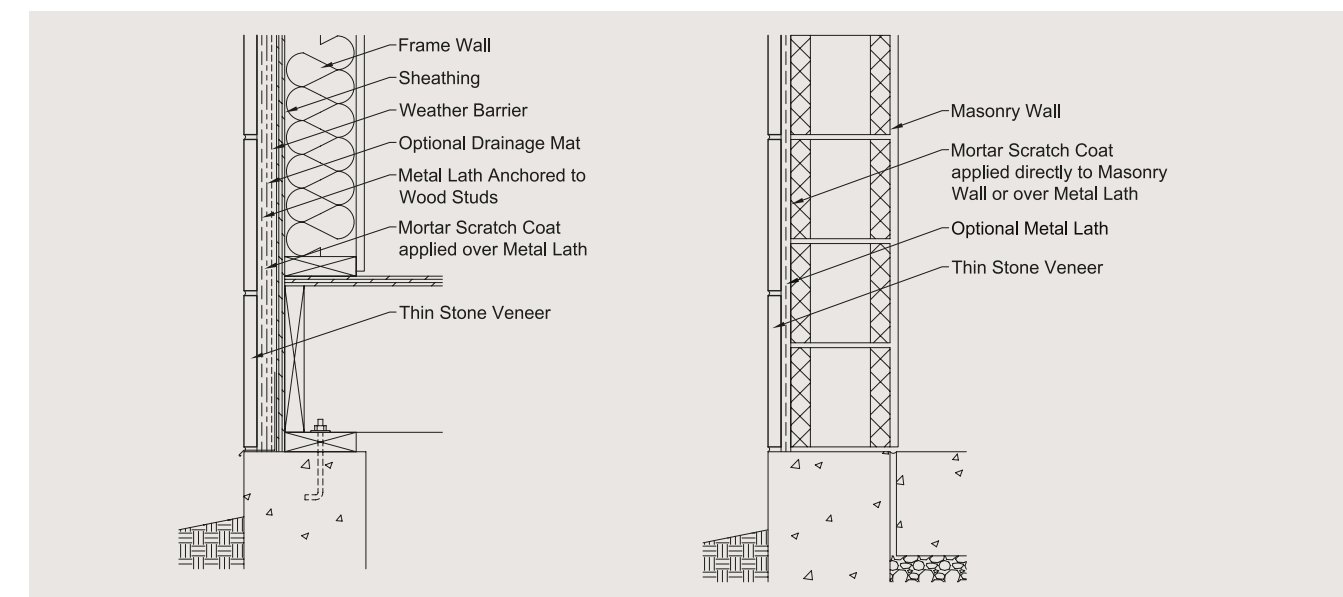 Frame Wall
Sheathing
Weather Barrier
Optional Drainage Mat
Metal Lath Anchored to
Wood Studs
Mortar Scratch Coat
applied over Metal Lath
Thin Stone Veneer
Masonry Wall
Mortar Scratch Coat
applied directly to Masonry
Wall or over Metal Lath
Optional Metal Lath
Thin Stone Veneer